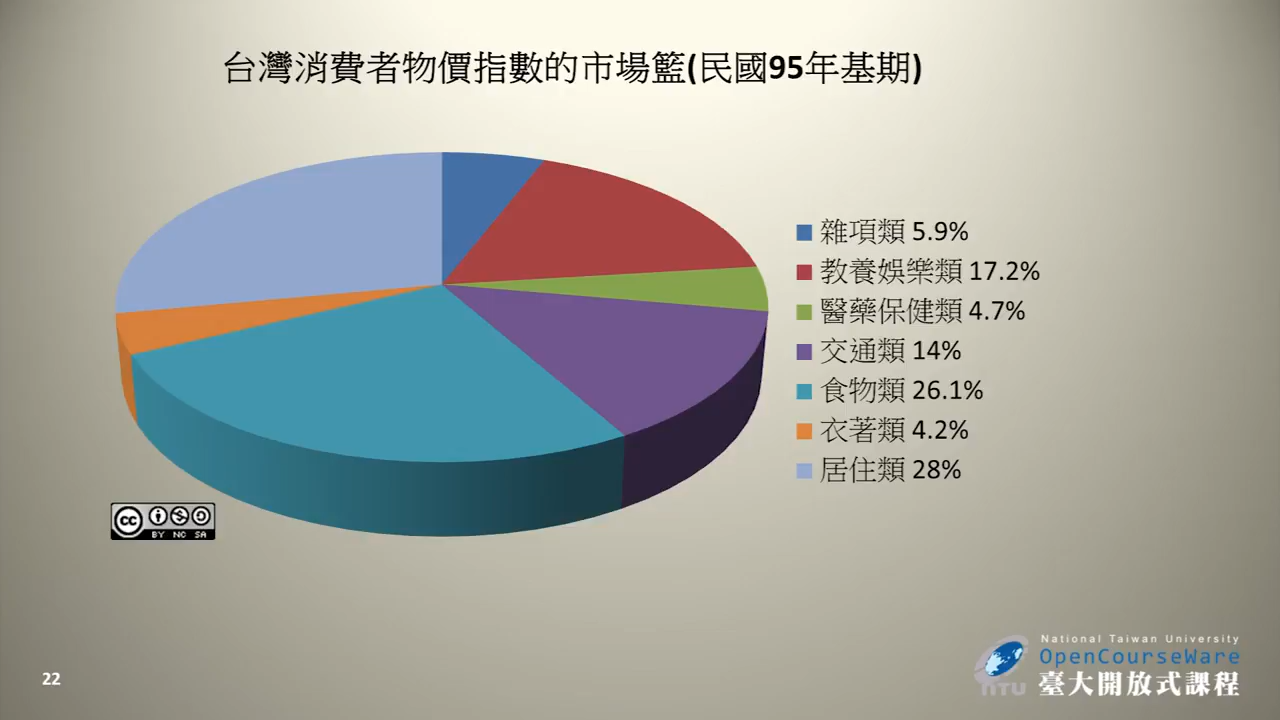 台灣消費者物價指數的市場籃(民國95年基期)
雜項類 5.9%
教養娛樂類 17.2%
醫藥保健類 4.7%
交通類 14%
食物類 26.1%
衣著類 4.2%
居住類 28%
cc
BY NC SA
22
National Taiwan University
OpenCourseWare
NTU
臺大開放式課程